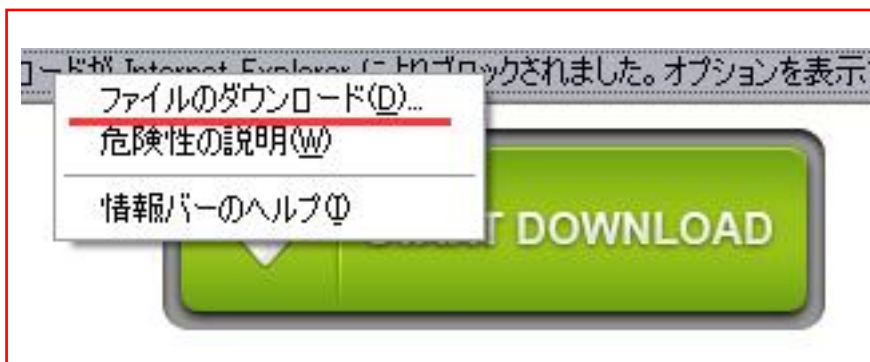 ードが Internet Explorer によりブロックされました。オプションを表示
ファイルのダウンロード(D)...
危険性の説明(W)
情報バーのヘルプ(I)
DOWNLOAD